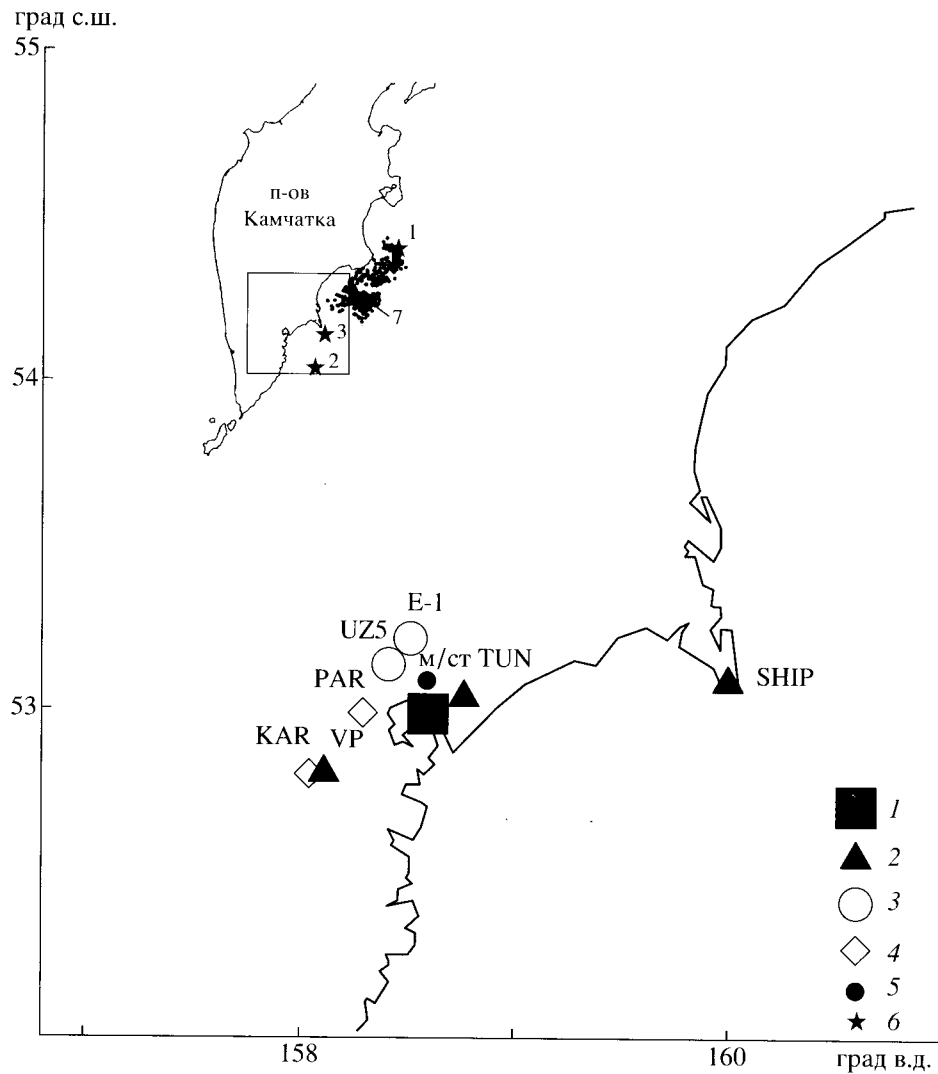 град с.ш.
55
п-ов
Камчатка
1
7
3
2
54
E-1
UZ5
м/ст TUN
PAR
SHIP
53
KAR VP
1
2
3
4
5
6
158
160
град в.д.